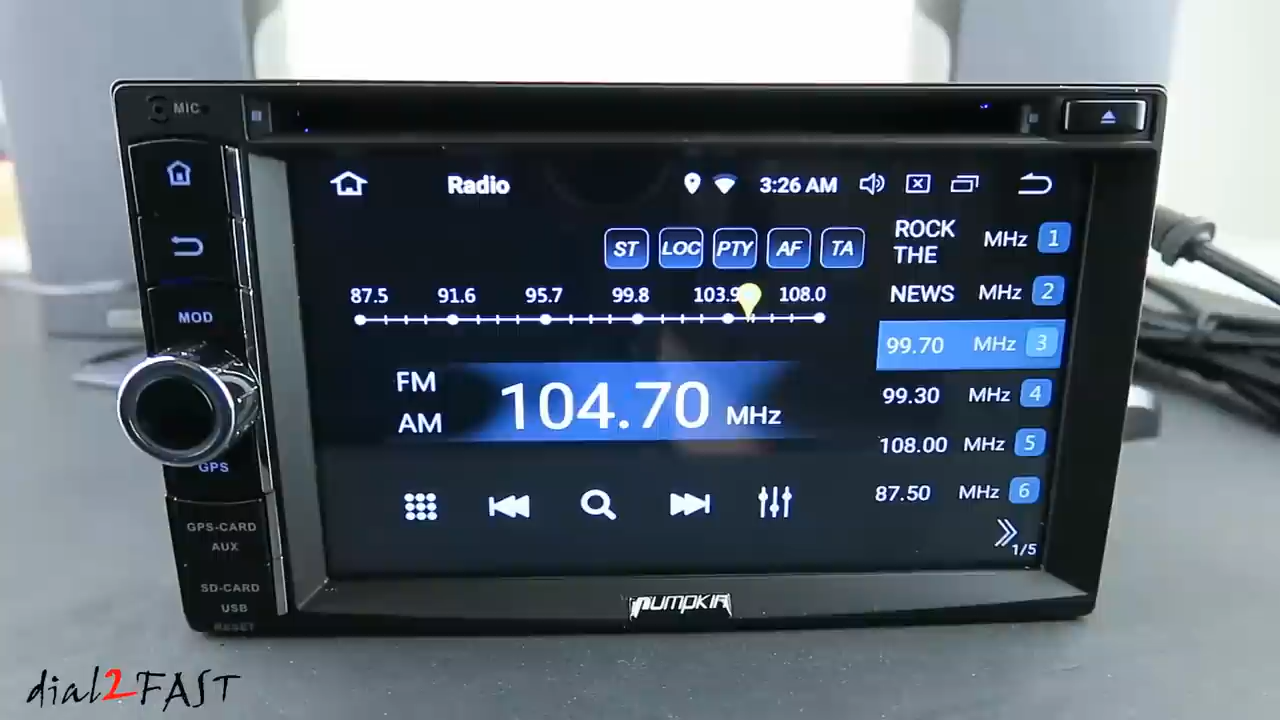 MIC
Radio
3:26 AM
ST LOC PTY AF TA
ROCK THE MHz 1
NEWS MHz 2
99.70 MHz 3
99.30 MHz 4
108.00 MHz 5
87.50 MHz 6
1/5
87.5 91.6 95.7 99.8 103.9 108.0
FM
AM
104.70 MHz
MOD
GPS
GPS-CARD
AUX
SD-CARD
USB
RESET
PUMPKIN
dial2FAST